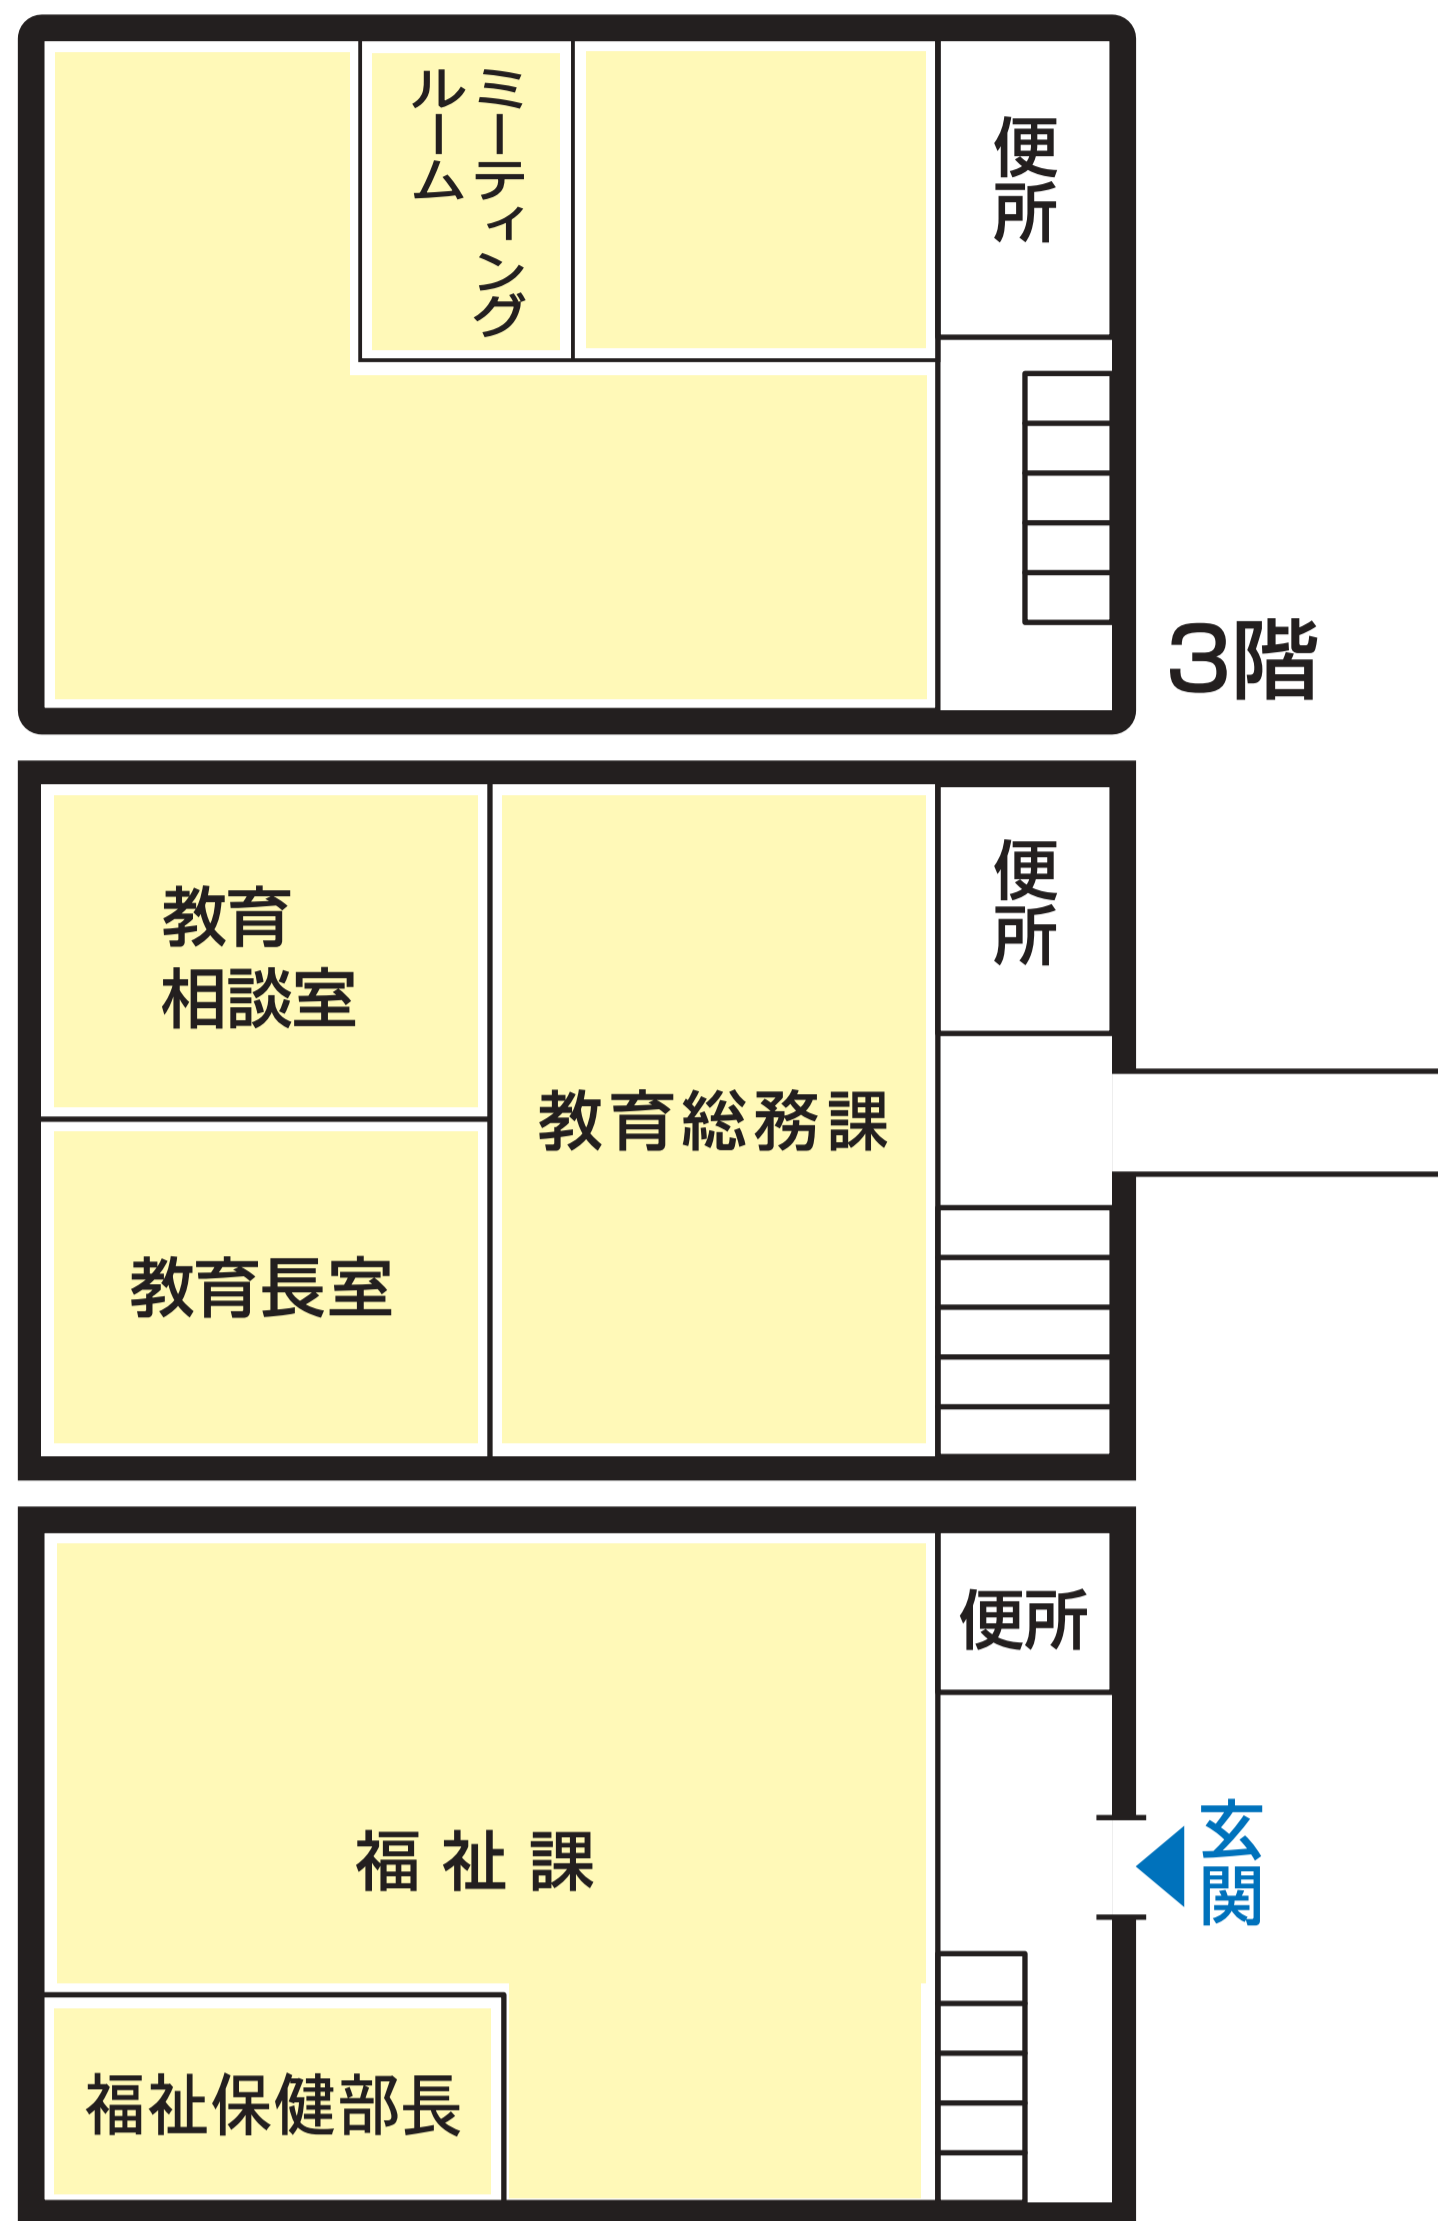 ミーティング
ルーム
便所
3階
教育
相談室
便所
教育総務課
教育長室
便所
福祉課
玄関
福祉保健部長